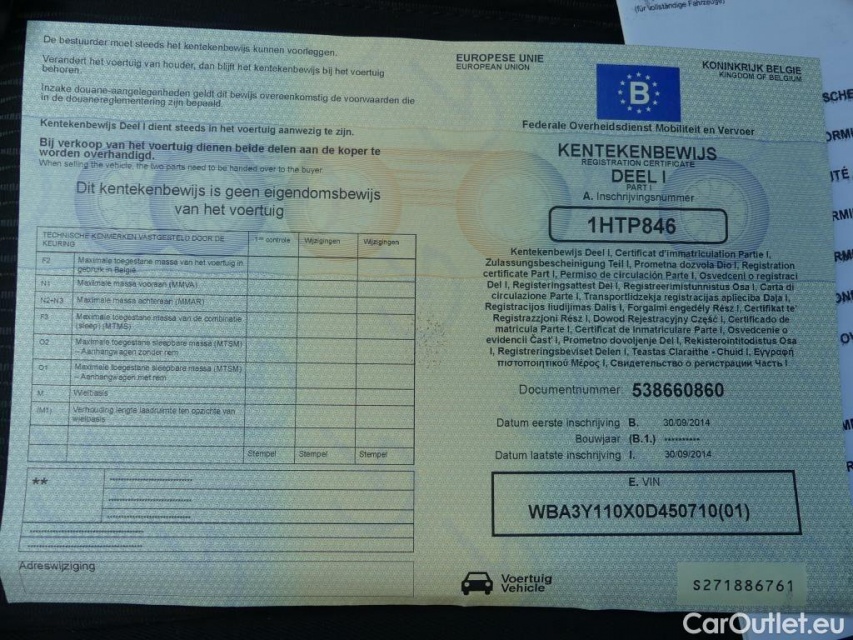 (für vollständige Fahrzeuge)
De bestuurder moet steeds het kentekenbewijs kunnen voorleggen.
Verandert het voertuig van houder, dan blijft het kentekenbewijs bij het voertuig
behoren.
Inzake douane-aangelegenheden geldt dit bewijs overeenkomstig de voorwaarden die
in de douanereglementering zijn bepaald.
Kentekenbewijs Deel I dient steeds in het voertuig aanwezig te zijn.
Bij verkoop van het voertuig dienen beide delen aan de koper te
worden overhandigd.
When selling the vehicle, the two parts need to be handed over to the buyer.
Dit kentekenbewijs is geen eigendomsbewijs
van het voertuig
TECHNISCHE KENMERKEN VASTGESTELD DOOR DE
KEURING
1ste controle
Wijzigingen
Wijzigingen
F2 Maximale toegestane massa van het voertuig in
gebruik in België
N1 Maximale massa vooraan (MMVA)
N2+N3 Maximale massa achteraan (MMAR)
F3 Maximale toegestane massa van de combinatie
(sleep) (MTMS)
O2 Maximale toegestane sleepbare massa (MTSM)
– Aanhangwagen zonder rem
O1 Maximale toegestane sleepbare massa (MTSM)
– Aanhangwagen met rem
M Wielbasis
(M1) Verhouding lengte laadruimte ten opzichte van
wielbasis
Stempel Stempel Stempel
**
Adreswijziging
EUROPESE UNIE
EUROPEAN UNION
B
KONINKRIJK BELGIE
KINGDOM OF BELGIUM
Federale Overheidsdienst Mobiliteit en Vervoer
KENTEKENBEWIJS
REGISTRATION CERTIFICATE
DEEL I
PART I
A. Inschrijvingsnummer
1HTP846
Kentekenbewijs Deel I, Certificat d'immatriculation Partie I,
Zulassungsbescheinigung Teil I, Prometna dozvola Dio I, Registration
certificate Part I, Permiso de circulación Parte I, Osvedceni o registraci
Del I, Registeringsattest Del I, Registreerimistunnistus Osa I, Carta di
circulazione Parte I, Transportlidzekja registracijas aplieciba Daja I,
Registracijos liudijimas Dalis I, Forgalmi engedély Rész I, Certifikat te'
Registrazzjoni Rész I, Dowod Rejestracyjny Część I, Certificado de
matricula Parte I, Certificat de Inmatriculare Parte I, Osvedcenie o
evidencii Časť I, Prometno dovoljenje Del I, Rekisterointitodistus Osa
I, Registreringsbeviset Delen I, Teastas Claraithe - Chuid I, Εγγραφή
πιστοποιητικού Μέρος I, Свидетельство о регистрации Часть I
Documentnummer 538660860
Datum eerste inschrijving B. 30/09/2014
Bouwjaar (B.1.) ----------
Datum laatste inschrijving I. 30/09/2014
E. VIN
WBA3Y110X0D450710(01)
Voertuig
Vehicle
S271886761
CarOutlet.eu